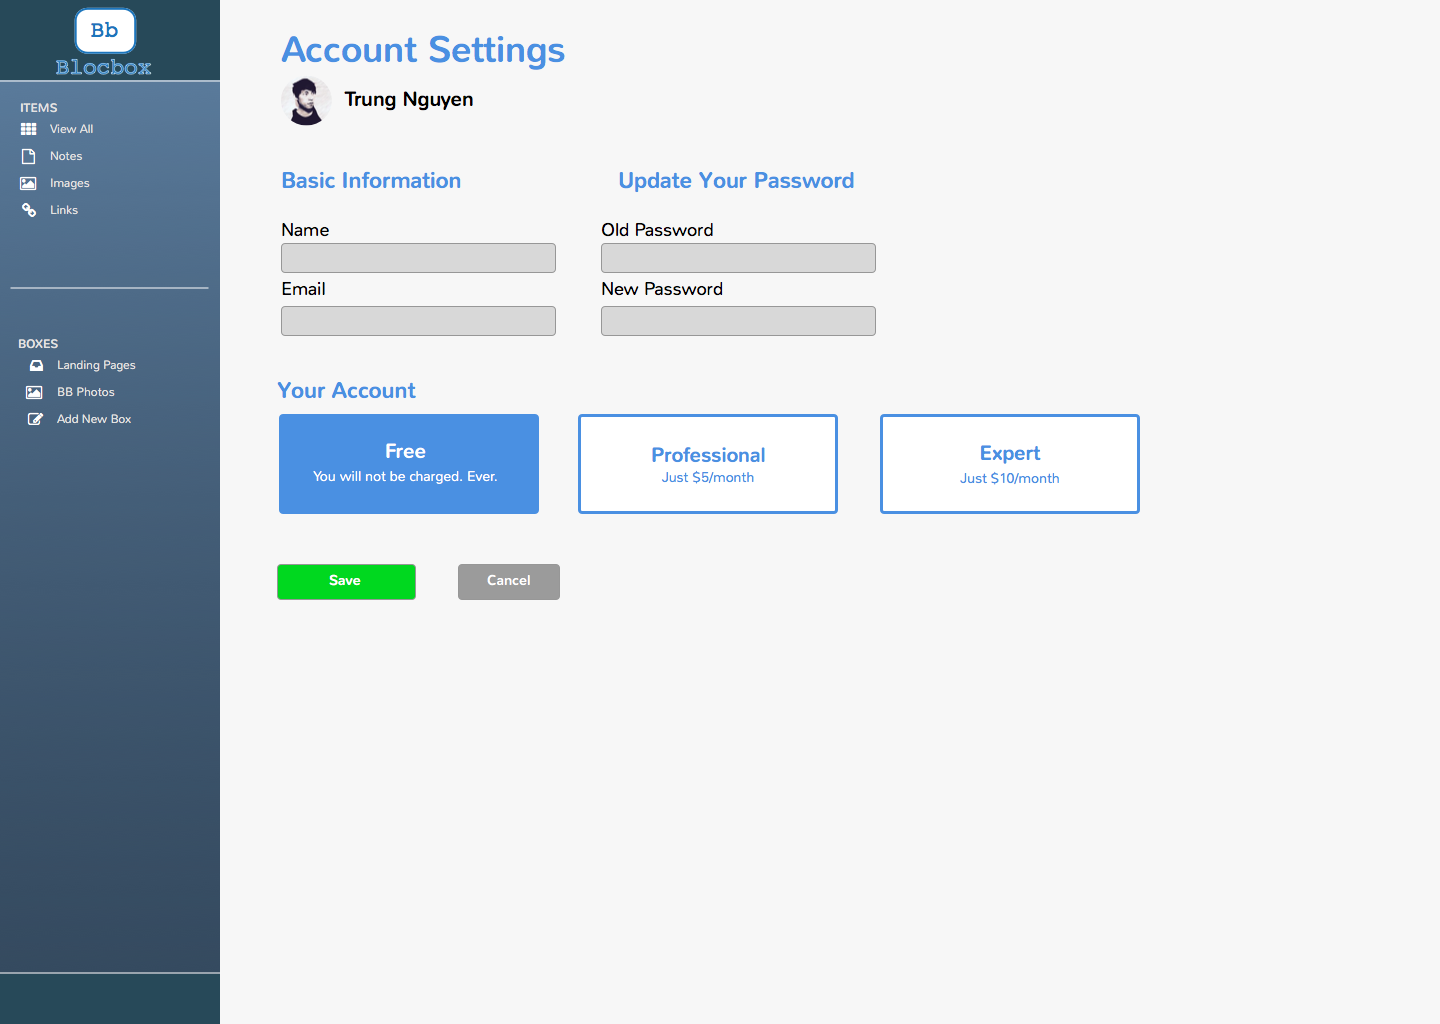 Bb
Blocbox
ITEMS
View All
Notes
Images
Links
BOXES
Landing Pages
BB Photos
Add New Box
Account Settings
Trung Nguyen
Basic Information
Update Your Password
Name
Old Password
Email
New Password
Your Account
Free
You will not be charged. Ever.
Professional
Just $5/month
Expert
Just $10/month
Save
Cancel